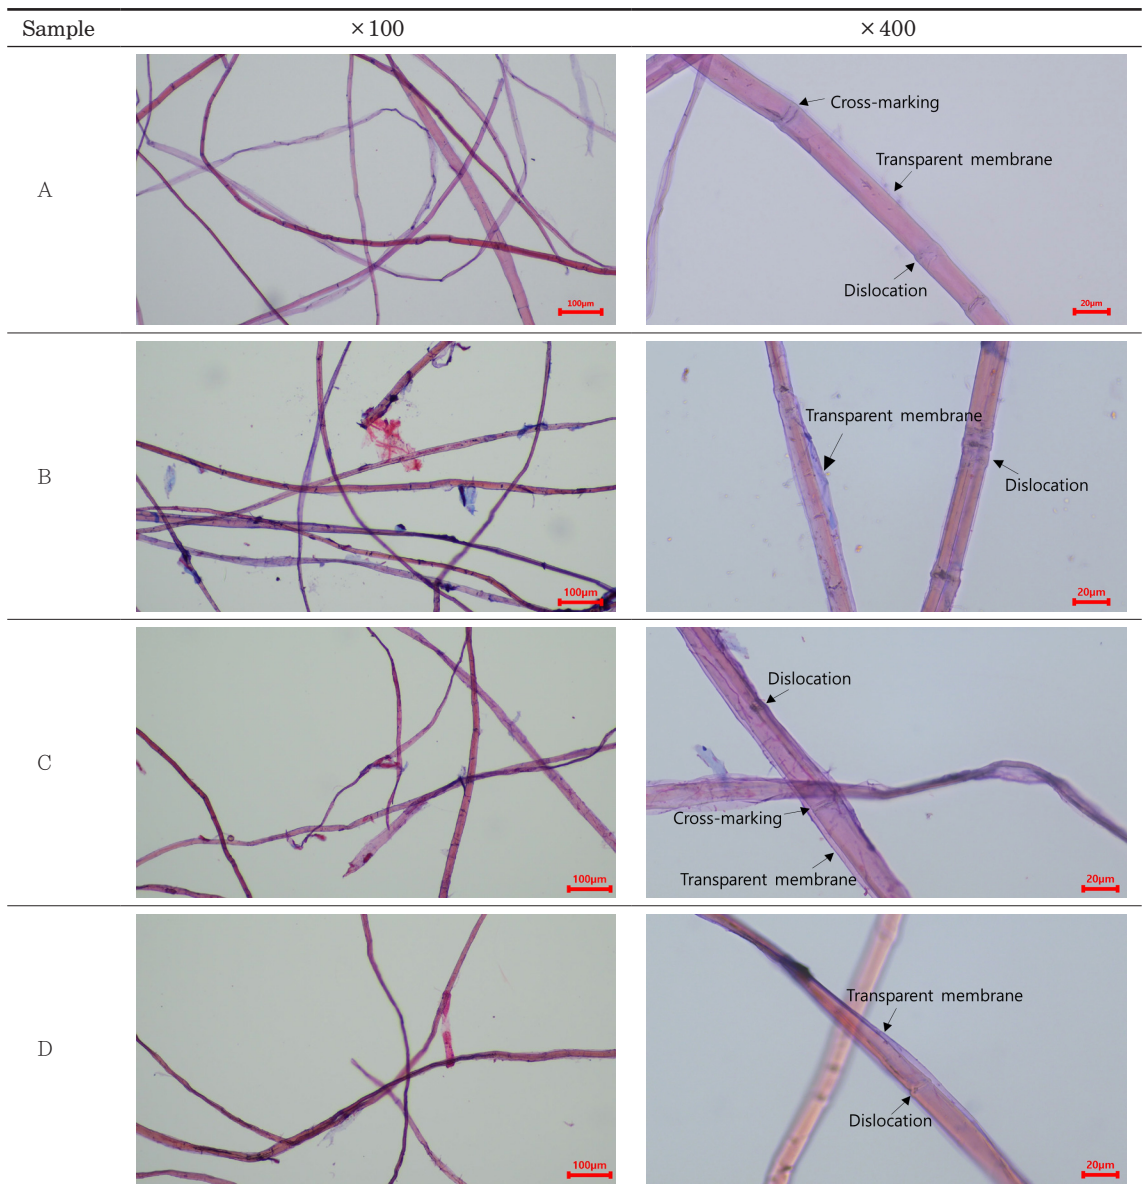 Sample ×100 ×400
A
Cross-marking
Transparent membrane
Dislocation
100μm
20μm
B
Transparent membrane
Dislocation
100μm
20μm
C
Dislocation
Cross-marking
Transparent membrane
100μm
20μm
D
Transparent membrane
Dislocation
100μm
20μm